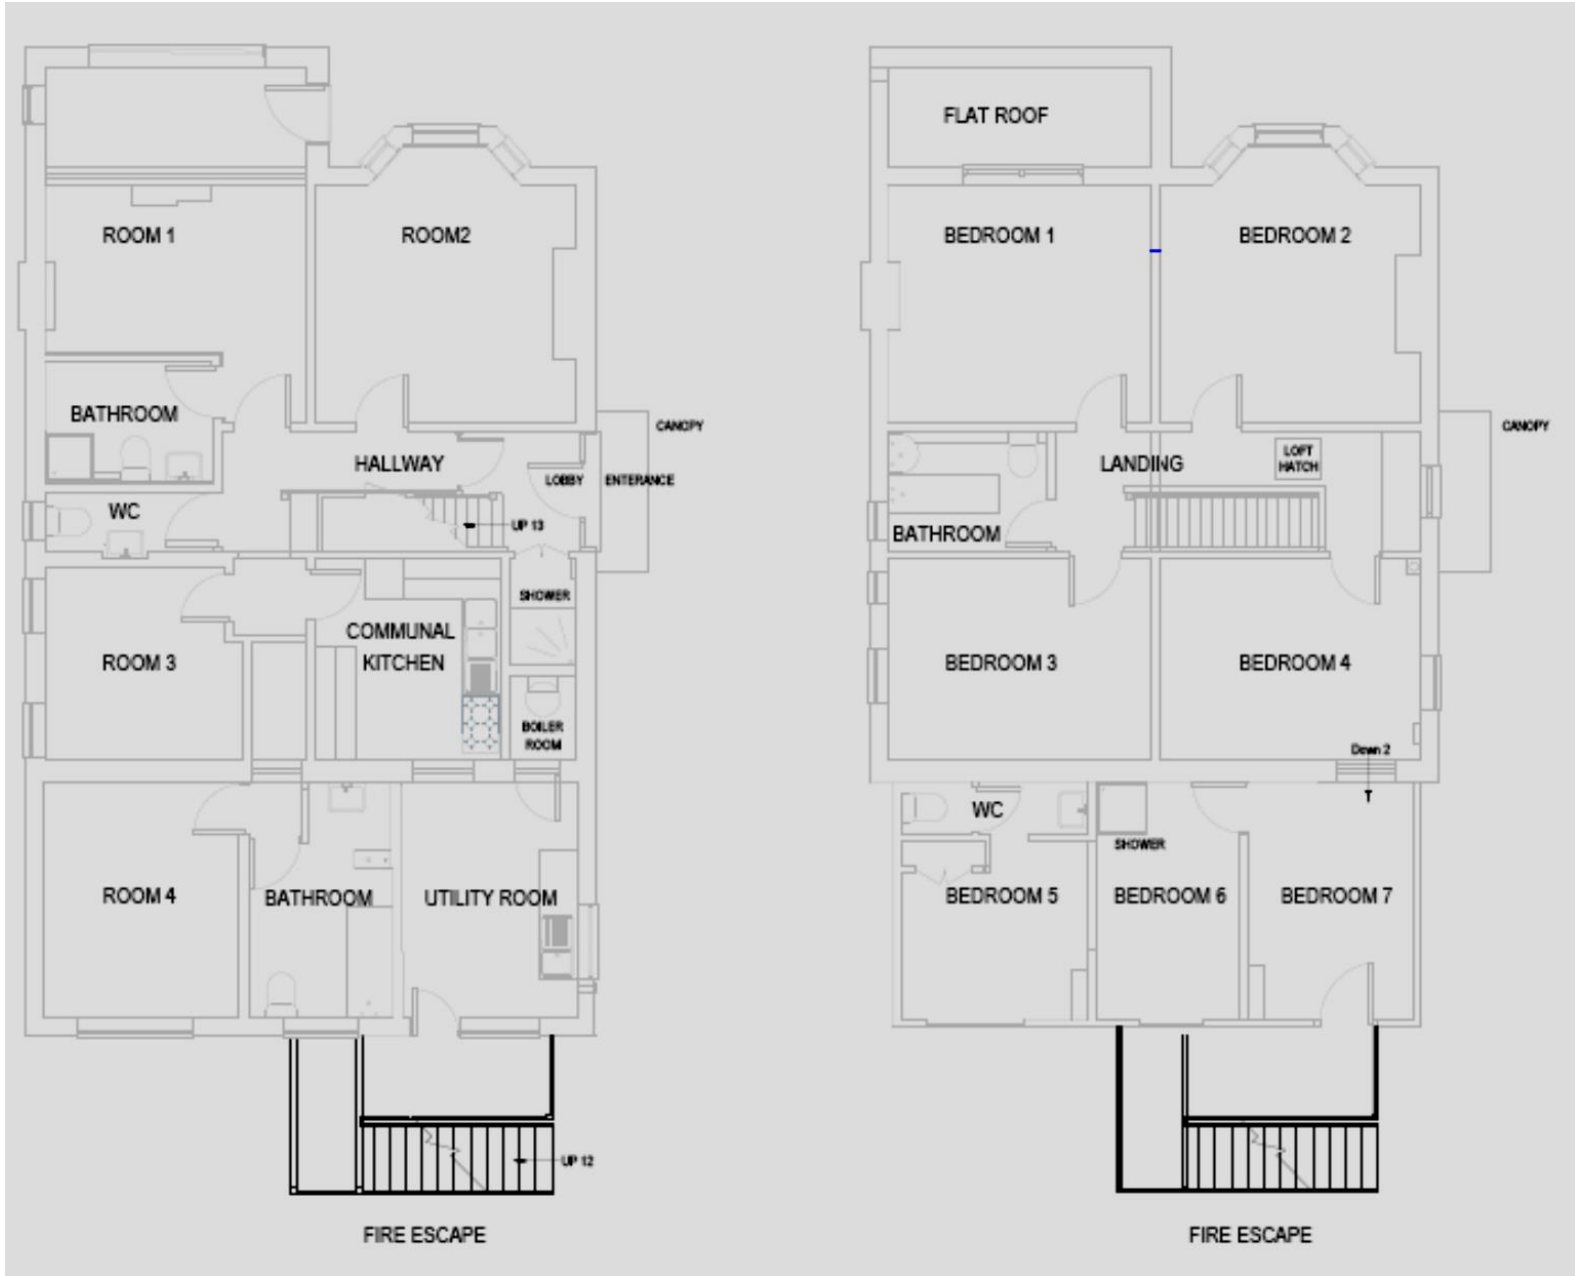 ROOM 1
ROOM2
BATHROOM
HALLWAY
LOBBY
ENTERANCE
CANOPY
WC
UP 13
SHOWER
COMMUNAL
KITCHEN
ROOM 3
BOILER
ROOM
ROOM 4
BATHROOM
UTILITY ROOM
UP 12
FIRE ESCAPE
FLAT ROOF
BEDROOM 1
BEDROOM 2
CANOPY
LANDING
LOFT
HATCH
BATHROOM
BEDROOM 3
BEDROOM 4
Down 2
WC
SHOWER
BEDROOM 5
BEDROOM 6
BEDROOM 7
FIRE ESCAPE